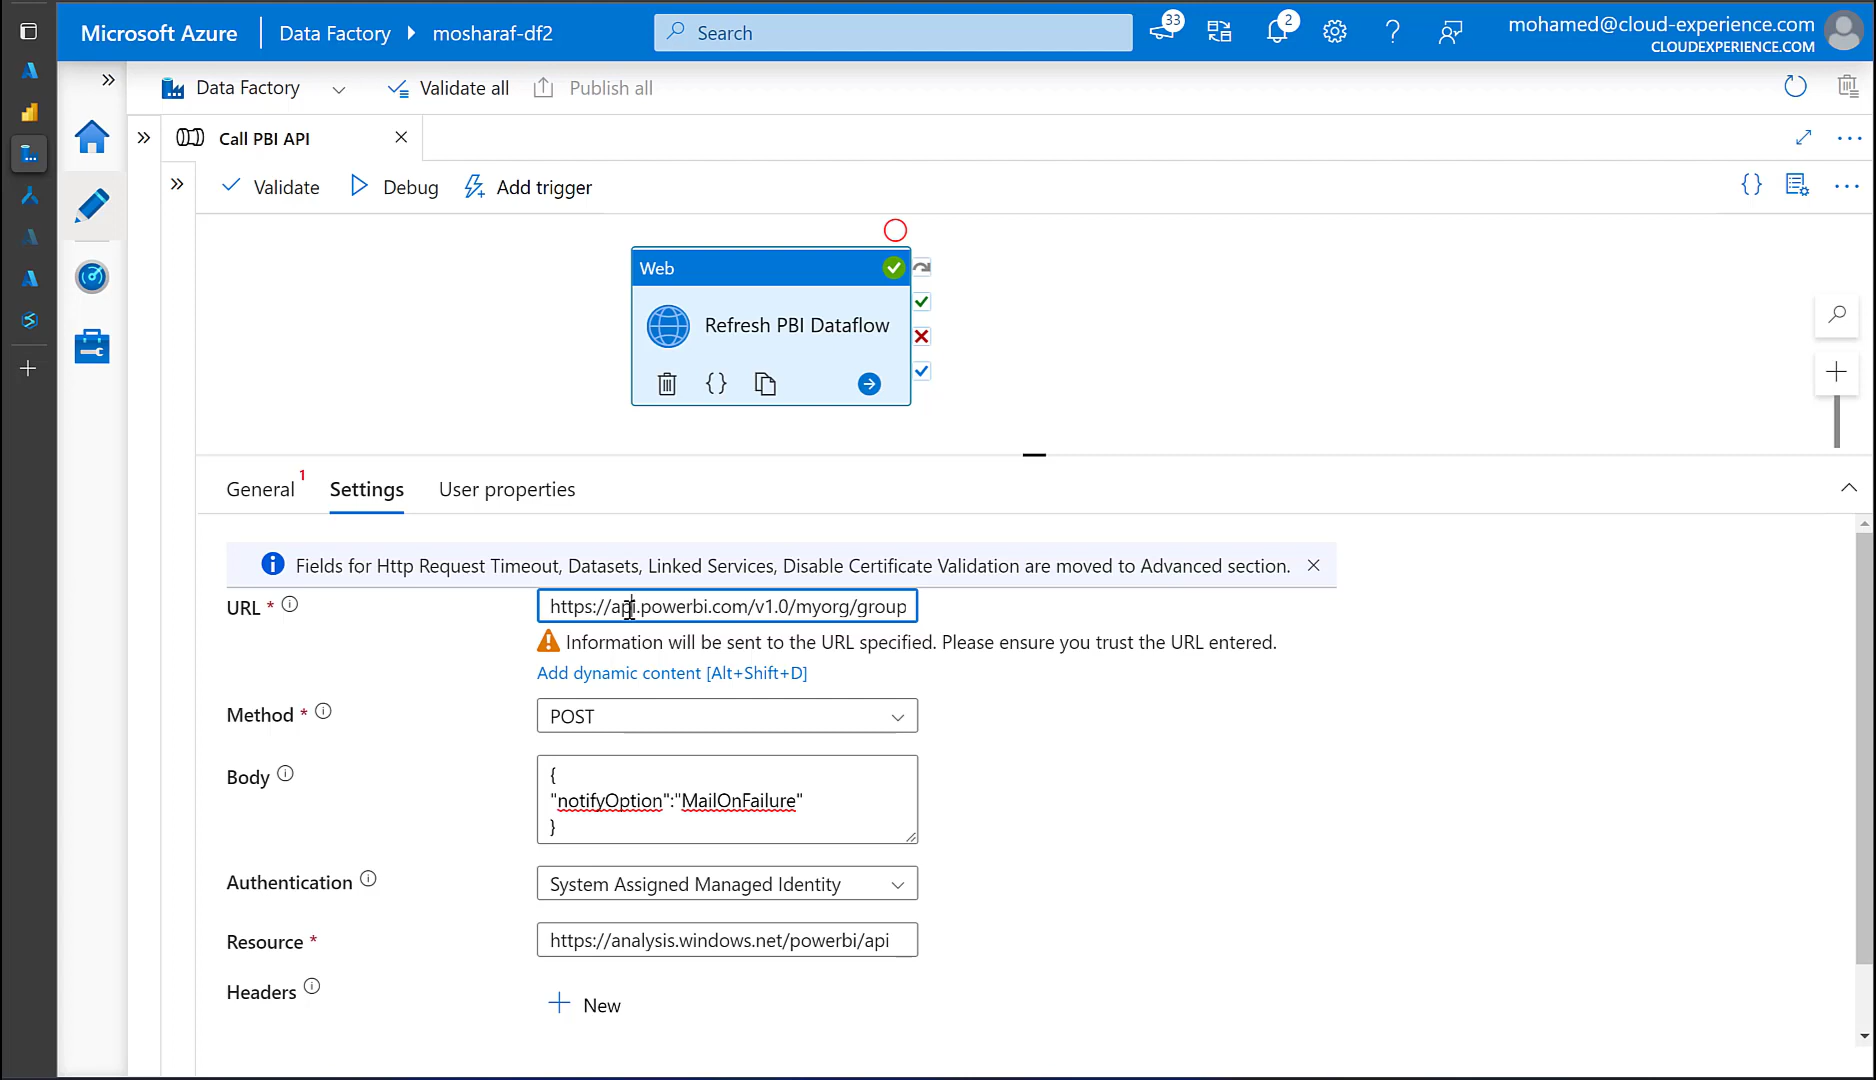 Microsoft Azure
Data Factory
mosharaf-df2
Search
33
2
mohamed@cloud-experience.com
CLOUDEXPERIENCE.COM
Data Factory
Validate all
Publish all
Call PBI API
Validate
Debug
Add trigger
Web
Refresh PBI Dataflow
General 1
Settings
User properties
Fields for Http Request Timeout, Datasets, Linked Services, Disable Certificate Validation are moved to Advanced section.
URL *
https://api.powerbi.com/v1.0/myorg/group
Information will be sent to the URL specified. Please ensure you trust the URL entered.
Add dynamic content [Alt+Shift+D]
Method *
POST
Body
{
"notifyOption":"MailOnFailure"
}
Authentication
System Assigned Managed Identity
Resource *
https://analysis.windows.net/powerbi/api
Headers
New